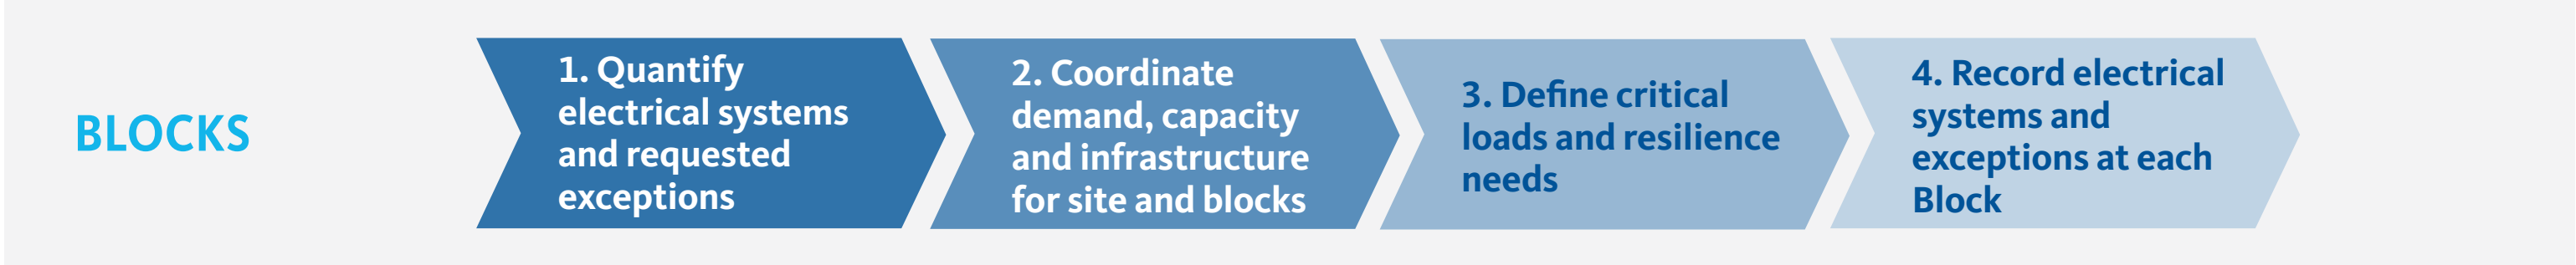 BLOCKS
1. Quantify
electrical systems
and requested
exceptions
2. Coordinate
demand, capacity
and infrastructure
for site and blocks
3. Define critical
loads and resilience
needs
4. Record electrical
systems and
exceptions at each
Block